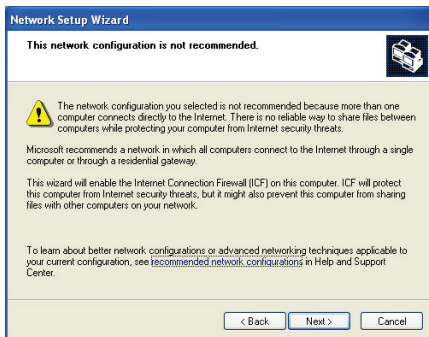 Network Setup Wizard
This network configuration is not recommended.
The network configuration you selected is not recommended because more than one
computer connects directly to the Internet. There is no reliable way to share files between
computers while protecting your computer from Internet security threats.
Microsoft recommends a network in which all computers connect to the Internet through a single
computer or through a residential gateway.
This wizard will enable the Internet Connection Firewall (ICF) on this computer. ICF will protect
this computer from Internet security threats, but it might also prevent this computer from sharing
files with other computers on your network.
To learn about better network configurations or advanced networking techniques applicable to
your current configuration, see recommended network configurations in Help and Support
Center.
< Back Next > Cancel